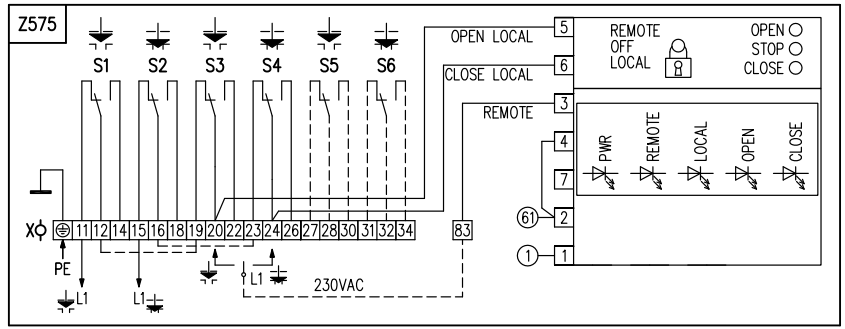 Z575
S1 S2 S3 S4 S5 S6
OPEN LOCAL
CLOSE LOCAL
REMOTE
5
6
3
4
7
2
1
61
1
REMOTE
OFF
LOCAL
OPEN
STOP
CLOSE
PWR
REMOTE
LOCAL
OPEN
CLOSE
X 11 12 14 15 16 18 19 20 22 23 24 26 27 28 30 31 32 34 83
PE
L1
L1
L1
230VAC